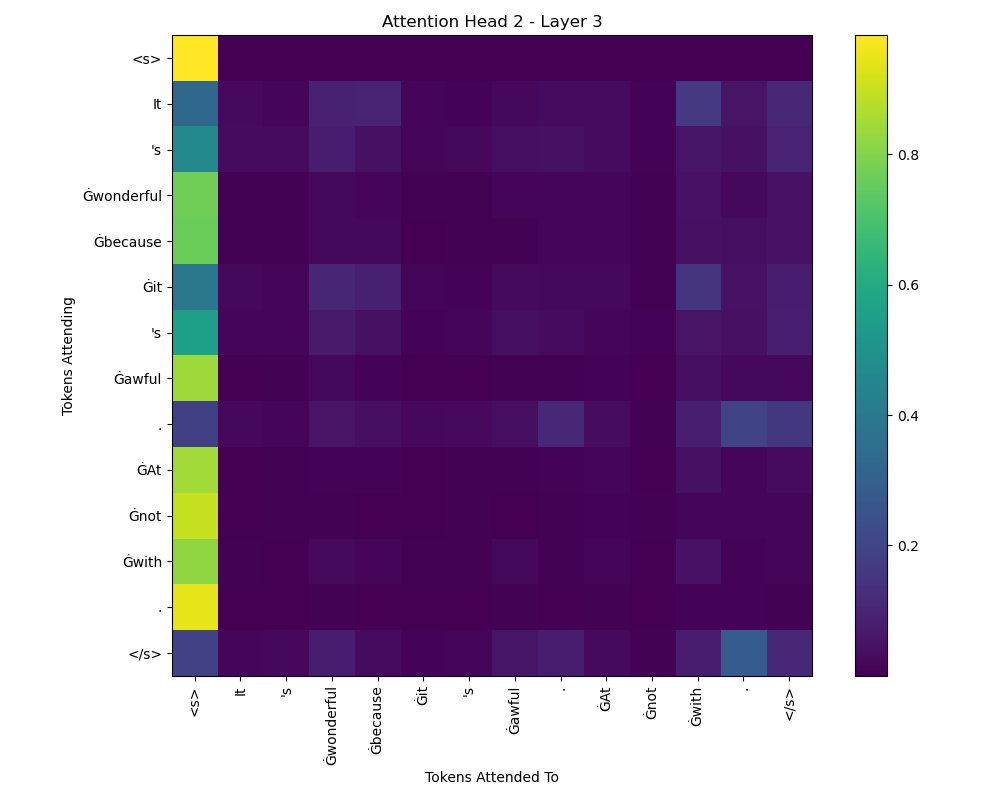 Attention Head 2 - Layer 3
Tokens Attending
<s>
It
's
Ġwonderful
Ġbecause
Ġit
's
Ġawful
.
ĠAt
Ġnot
Ġwith
.
</s>
<s>
It
's
Ġwonderful
Ġbecause
Ġit
's
Ġawful
.
ĠAt
Ġnot
Ġwith
.
</s>
Tokens Attended To
0.8
0.6
0.4
0.2